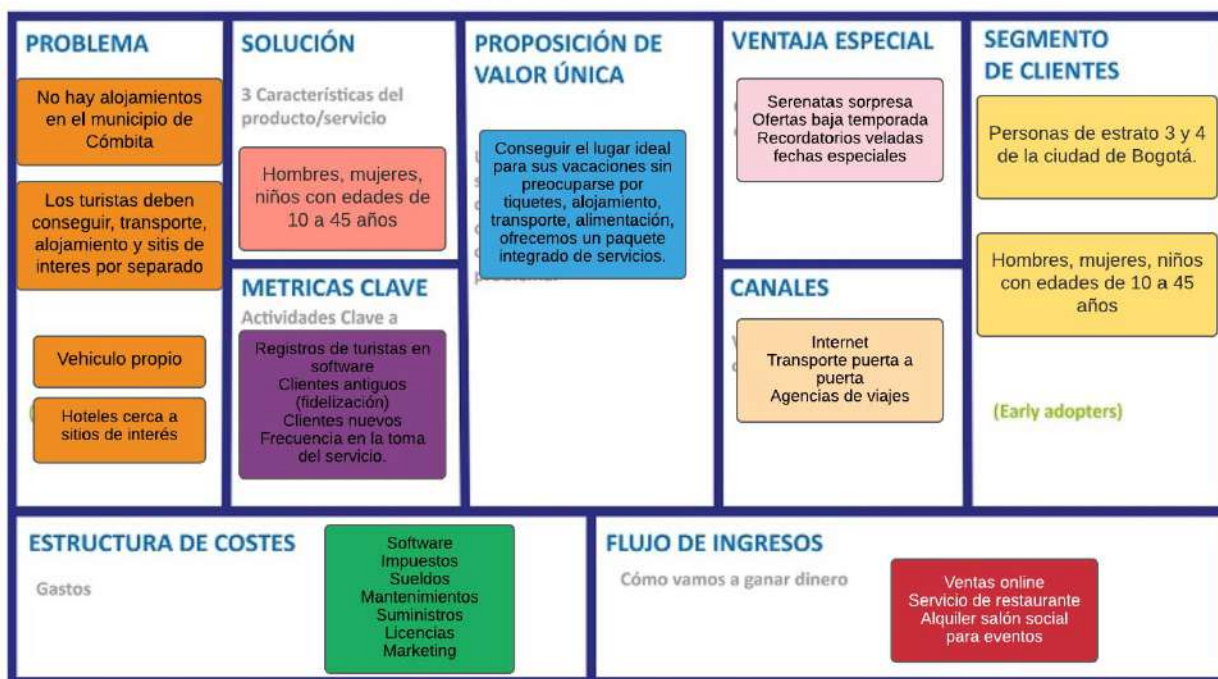 PROBLEMA
No hay alojamientos
en el municipio de
Cómbita
Los turistas deben
conseguir, transporte,
alojamiento y sitis de
interes por separado
Vehiculo propio
Hoteles cerca a
sitios de interés
SOLUCIÓN
3 Características del
producto/servicio
Hombres, mujeres,
niños con edades de
10 a 45 años
METRICAS CLAVE
Actividades Clave a
Registros de turistas en
software
Clientes antiguos
(fidelización)
Clientes nuevos
Frecuencia en la toma
del servicio.
PROPOSICIÓN DE
VALOR ÚNICA
Conseguir el lugar ideal
para sus vacaciones sin
preocuparse por
tiquetes, alojamiento,
transporte, alimentación,
ofrecemos un paquete
integrado de servicios.
VENTAJA ESPECIAL
Serenatas sorpresa
Ofertas baja temporada
Recordatorios veladas
fechas especiales
CANALES
Internet
Transporte puerta a
puerta
Agencias de viajes
SEGMENTO
DE CLIENTES
Personas de estrato 3 y 4
de la ciudad de Bogotá.
Hombres, mujeres, niños
con edades de 10 a 45
años
(Early adopters)
ESTRUCTURA DE COSTES
Gastos
Software
Impuestos
Sueldos
Mantenimientos
Suministros
Licencias
Marketing
FLUJO DE INGRESOS
Cómo vamos a ganar dinero
Ventas online
Servicio de restaurante
Alquiler salón social
para eventos